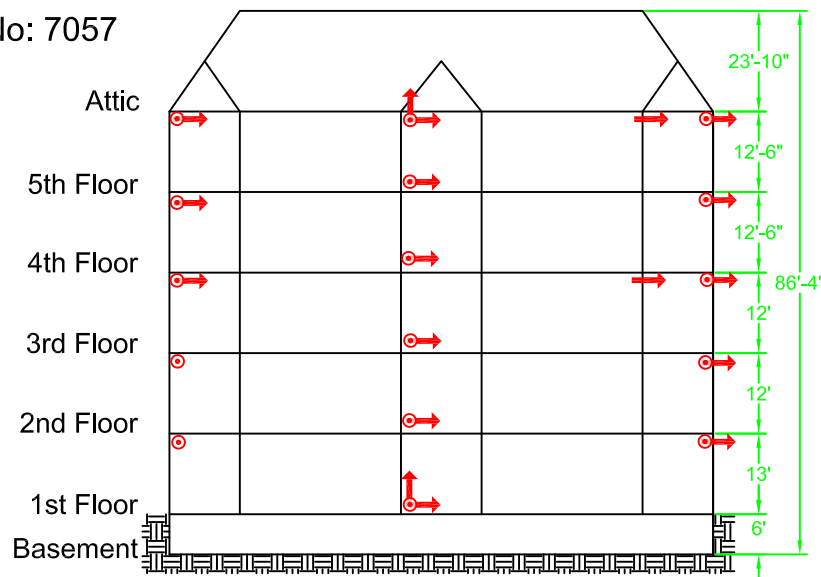 No: 7057
23'-10"
Attic
12'-6"
5th Floor
12'-6"
4th Floor
86'-4"
12'
3rd Floor
12'
2nd Floor
13'
1st Floor
6'
Basement